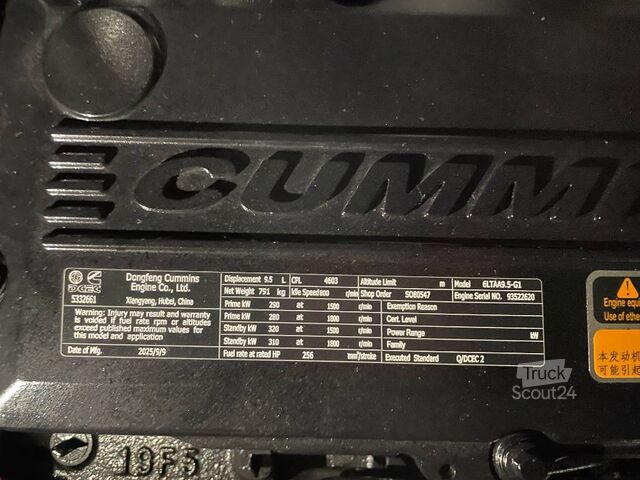 CUMM
Dongfeng Cummins
Engine Co., Ltd.
DCEC
5332661
Xiangyang, Hubei, China
Warning: Injury may result and warranty
is voided if fuel rate rpm or altitudes
exceed published maximum values for
this model and application
Date of Mfg. 2025/9/9
Displacement 9.5 L CPL 4603 Altitude Limit m Model 6LTAA9.5-G1
Net Weight 791 kg Idle Speed 800 r/min Shop Order SO80547 Engine Serial NO. 93522620
Prime kW 290 at 1500 r/min Exemption Reason
Prime kW 280 at 1800 r/min Cert. Level
Standby kW 320 at 1500 r/min Power Range kW
Standby kW 310 at 1800 r/min Family
Fuel rate at rated HP 256 mm³/stroke Executed Standard Q/DCEC 2
Engine equi
Use of ethe
本发动机
可能引起
Truck
Scout24
19F5